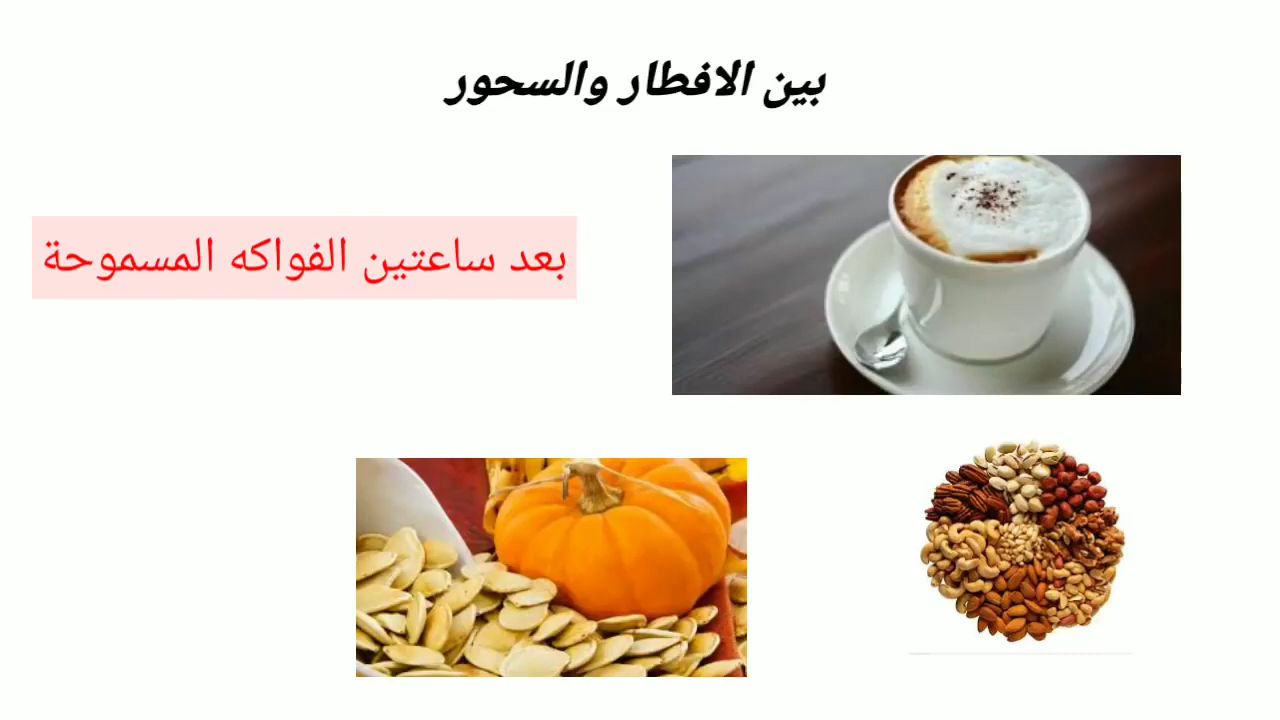 بين الافطار والسحور
بعد ساعتين الفواكه المسموحة